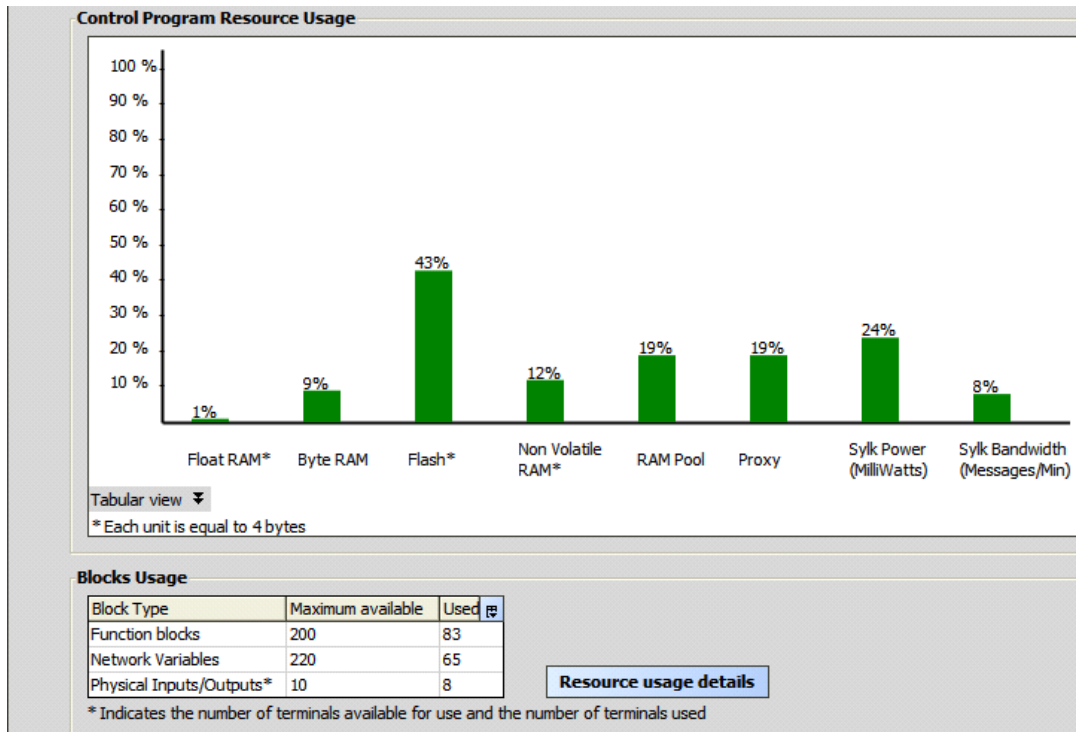 Control Program Resource Usage
100 %
90 %
80 %
70 %
60 %
50 %
40 %
30 %
20 %
10 %
1%
9%
43%
12%
19%
19%
24%
8%
Float RAM*
Byte RAM
Flash*
Non Volatile
RAM*
RAM Pool
Proxy
Sylk Power
(MilliWatts)
Sylk Bandwidth
(Messages/Min)
Tabular view
* Each unit is equal to 4 bytes
Blocks Usage
Block Type Maximum available Used
Function blocks 200 83
Network Variables 220 65
Physical Inputs/Outputs* 10 8
Resource usage details
* Indicates the number of terminals available for use and the number of terminals used